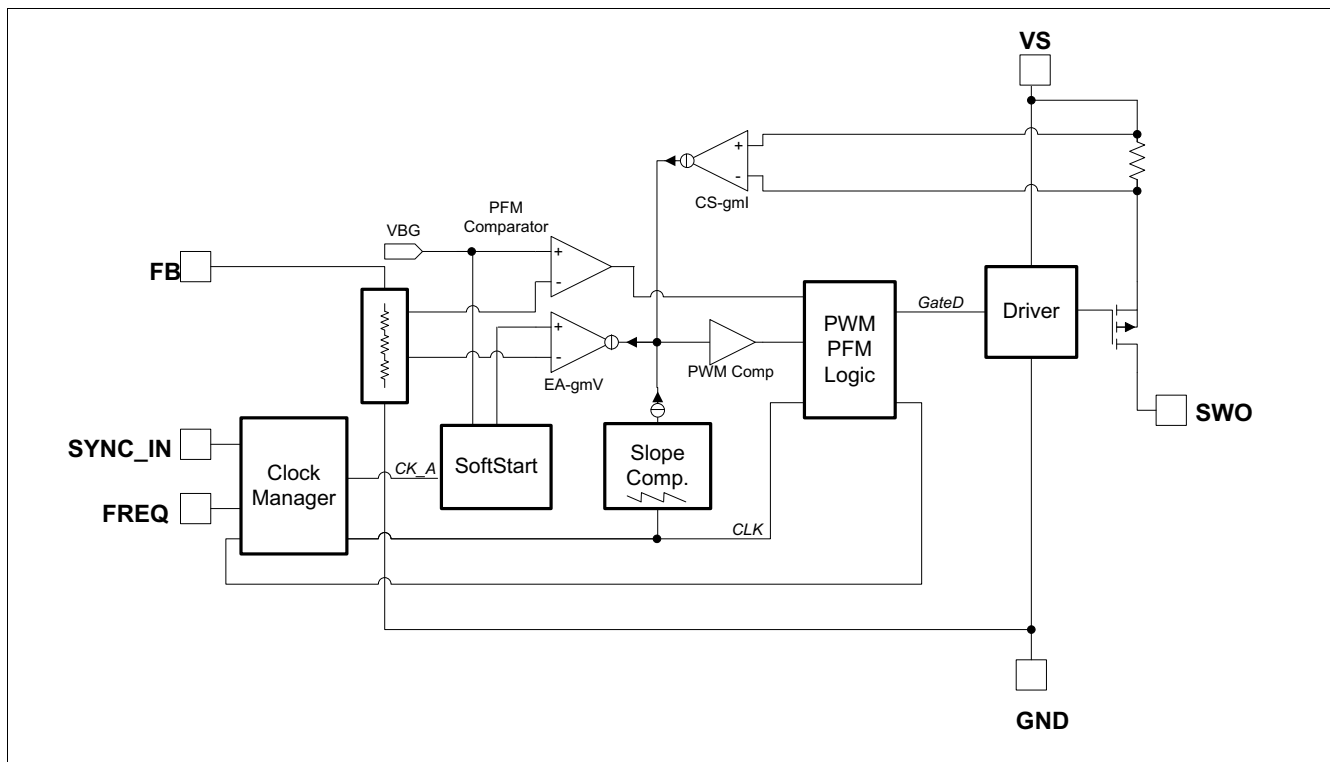 VS
+
-
CS-gmI
PFM
Comparator
VBG
+
-
FB
GateD
Driver
PWM
PFM
Logic
+
-
EA-gmV
PWM Comp
SWO
SYNC_IN
Clock
Manager
CK_A
SoftStart
Slope
Comp.
FREQ
CLK
GND